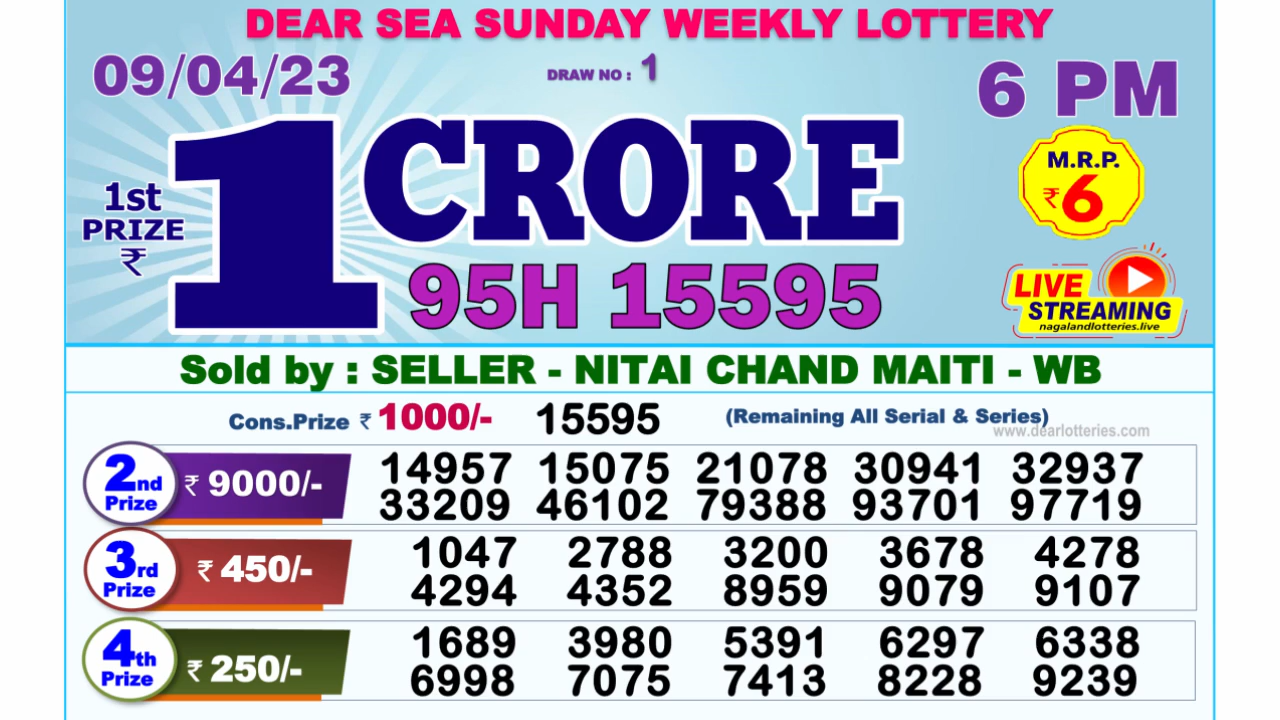 DEAR SEA SUNDAY WEEKLY LOTTERY
09/04/23 DRAW NO : 1 6 PM
1st PRIZE ₹ 1 CRORE
M.R.P. ₹6
95H 15595
LIVE STREAMING
nagalandlotteries.live
Sold by : SELLER - NITAI CHAND MAITI - WB
Cons.Prize ₹ 1000/- 15595 (Remaining All Serial & Series)
www.dearlotteries.com
2nd Prize ₹ 9000/-
14957 15075 21078 30941 32937
33209 46102 79388 93701 97719
3rd Prize ₹ 450/-
1047 2788 3200 3678 4278
4294 4352 8959 9079 9107
4th Prize ₹ 250/-
1689 3980 5391 6297 6338
6998 7075 7413 8228 9239